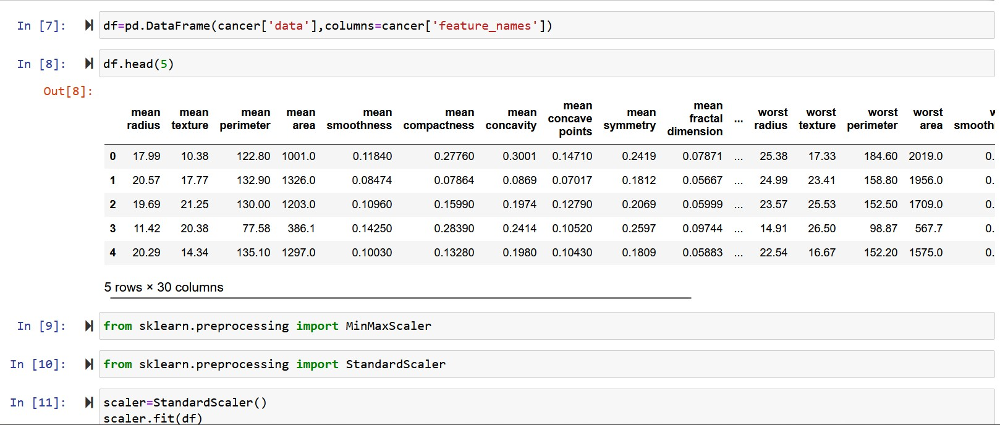 In [7]: df=pd.DataFrame(cancer['data'],columns=cancer['feature_names'])
In [8]: df.head(5)
Out[8]:
mean radius mean texture mean perimeter mean area mean smoothness mean compactness mean concavity mean concave points mean symmetry mean fractal dimension ... worst radius worst texture worst perimeter worst area smooth
0 17.99 10.38 122.80 1001.0 0.11840 0.27760 0.3001 0.14710 0.2419 0.07871 ... 25.38 17.33 184.60 2019.0 0.
1 20.57 17.77 132.90 1326.0 0.08474 0.07864 0.0869 0.07017 0.1812 0.05667 ... 24.99 23.41 158.80 1956.0 0.
2 19.69 21.25 130.00 1203.0 0.10960 0.15990 0.1974 0.12790 0.2069 0.05999 ... 23.57 25.53 152.50 1709.0 0.
3 11.42 20.38 77.58 386.1 0.14250 0.28390 0.2414 0.10520 0.2597 0.09744 ... 14.91 26.50 98.87 567.7 0.
4 20.29 14.34 135.10 1297.0 0.10030 0.13280 0.1980 0.10430 0.1809 0.05883 ... 22.54 16.67 152.20 1575.0 0.
5 rows × 30 columns
In [9]: from sklearn.preprocessing import MinMaxScaler
In [10]: from sklearn.preprocessing import StandardScaler
In [11]: scaler=StandardScaler()
scaler.fit(df)